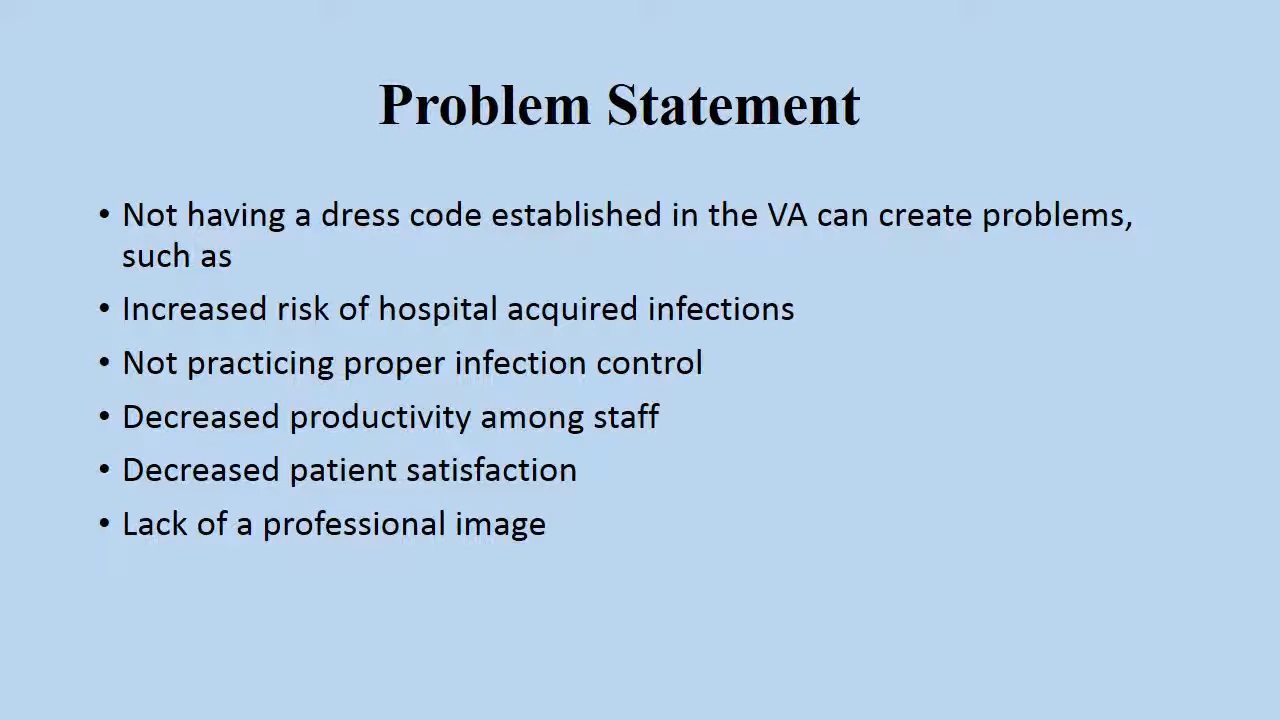 Problem Statement
• Not having a dress code established in the VA can create problems,
such as
• Increased risk of hospital acquired infections
• Not practicing proper infection control
• Decreased productivity among staff
• Decreased patient satisfaction
• Lack of a professional image